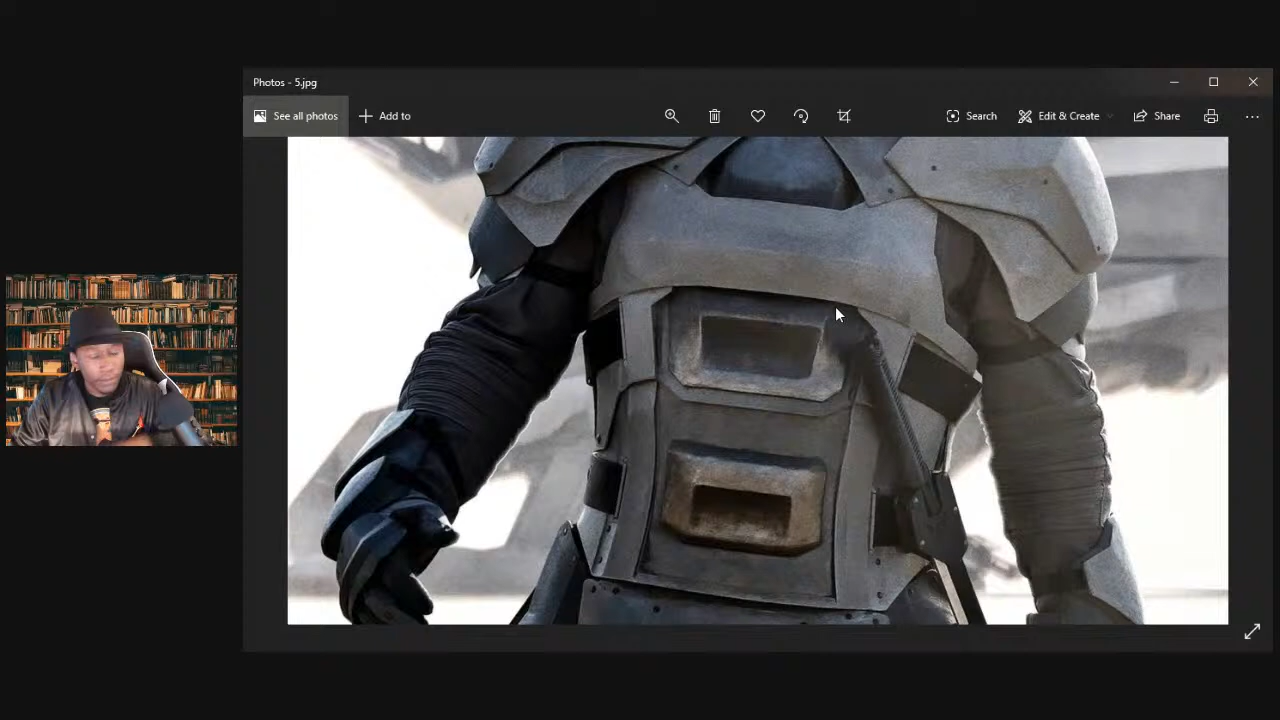 Photos - 5.jpg
See all photos
Add to
Search
Edit & Create
Share